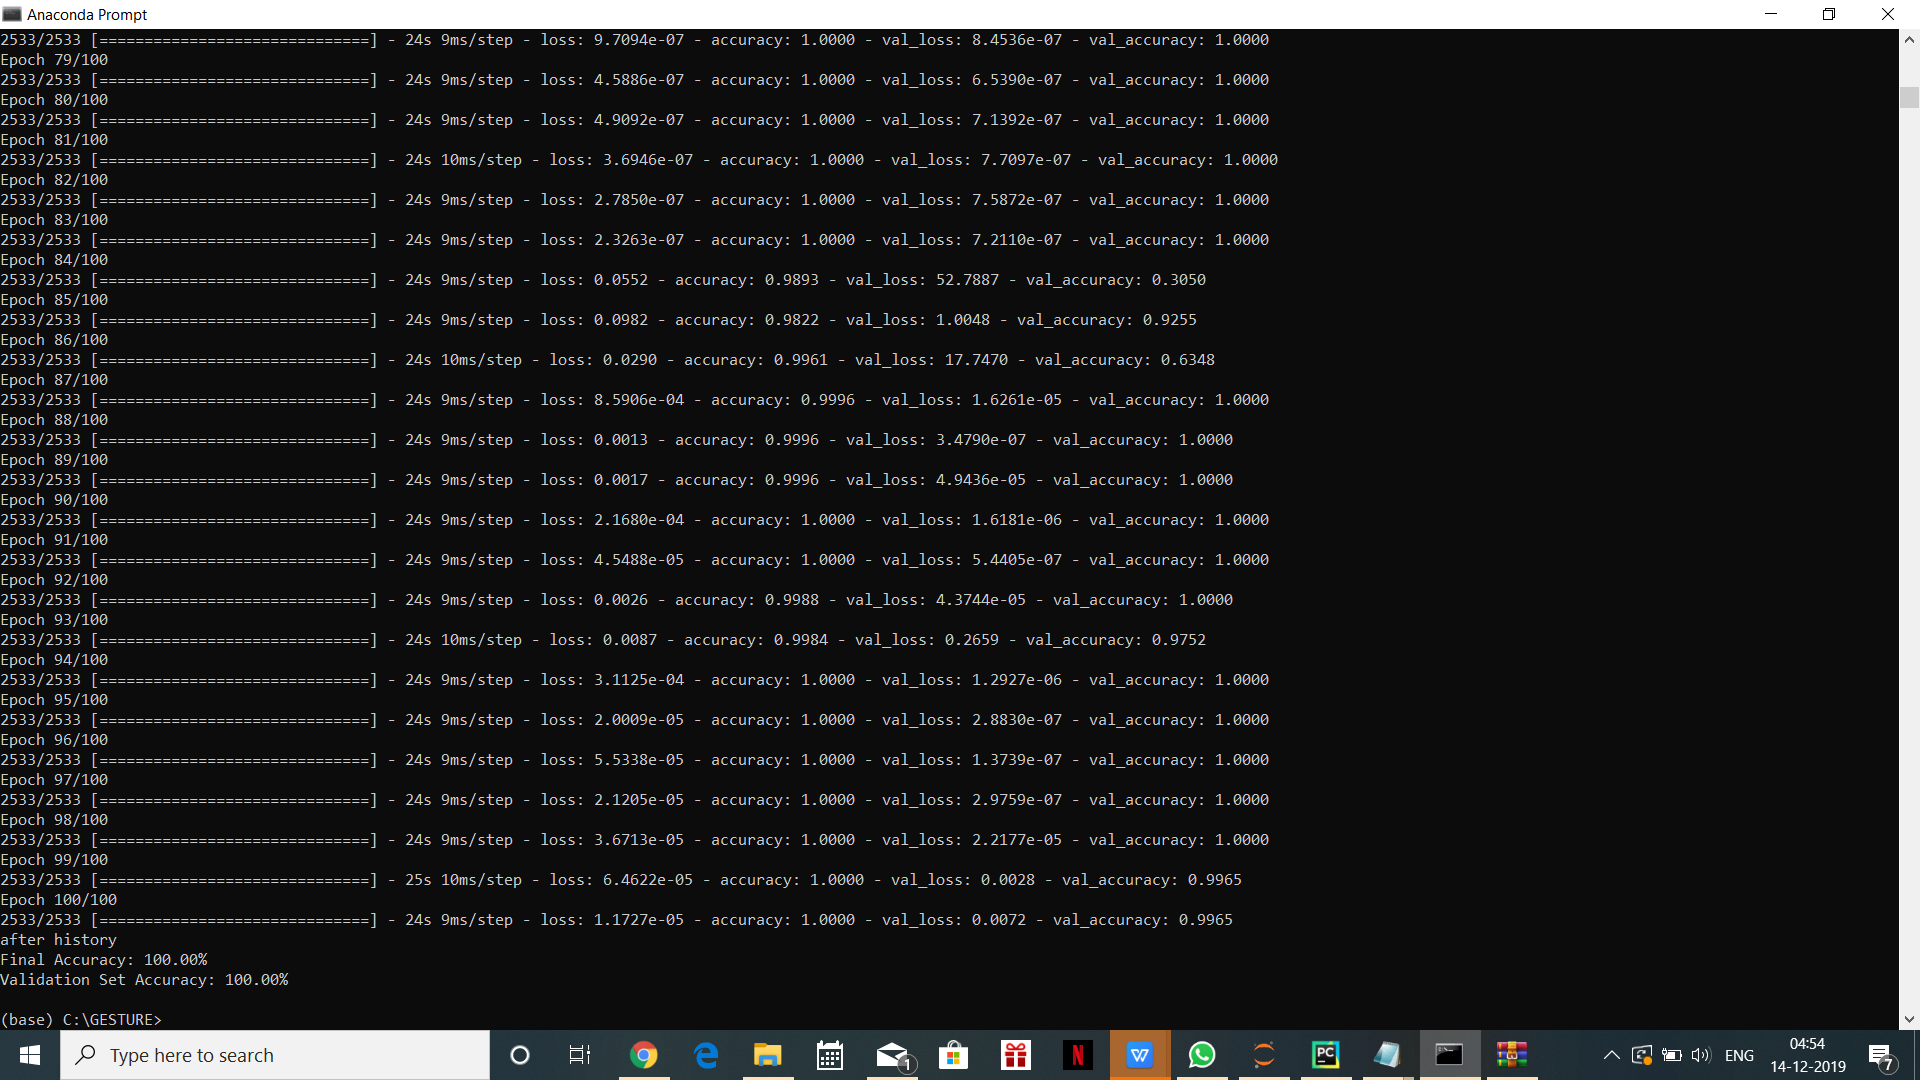 Anaconda Prompt
2533/2533 [==============================] - 24s 9ms/step - loss: 9.7094e-07 - accuracy: 1.0000 - val_loss: 8.4536e-07 - val_accuracy: 1.0000
Epoch 79/100
2533/2533 [==============================] - 24s 9ms/step - loss: 4.5886e-07 - accuracy: 1.0000 - val_loss: 6.5390e-07 - val_accuracy: 1.0000
Epoch 80/100
2533/2533 [==============================] - 24s 9ms/step - loss: 4.9092e-07 - accuracy: 1.0000 - val_loss: 7.1392e-07 - val_accuracy: 1.0000
Epoch 81/100
2533/2533 [==============================] - 24s 10ms/step - loss: 3.6946e-07 - accuracy: 1.0000 - val_loss: 7.7097e-07 - val_accuracy: 1.0000
Epoch 82/100
2533/2533 [==============================] - 24s 9ms/step - loss: 2.7850e-07 - accuracy: 1.0000 - val_loss: 7.5872e-07 - val_accuracy: 1.0000
Epoch 83/100
2533/2533 [==============================] - 24s 9ms/step - loss: 2.3263e-07 - accuracy: 1.0000 - val_loss: 7.2110e-07 - val_accuracy: 1.0000
Epoch 84/100
2533/2533 [==============================] - 24s 9ms/step - loss: 0.0552 - accuracy: 0.9893 - val_loss: 52.7887 - val_accuracy: 0.3050
Epoch 85/100
2533/2533 [==============================] - 24s 9ms/step - loss: 0.0982 - accuracy: 0.9822 - val_loss: 1.0048 - val_accuracy: 0.9255
Epoch 86/100
2533/2533 [==============================] - 24s 10ms/step - loss: 0.0290 - accuracy: 0.9961 - val_loss: 17.7470 - val_accuracy: 0.6348
Epoch 87/100
2533/2533 [==============================] - 24s 9ms/step - loss: 8.5906e-04 - accuracy: 0.9996 - val_loss: 1.6261e-05 - val_accuracy: 1.0000
Epoch 88/100
2533/2533 [==============================] - 24s 9ms/step - loss: 0.0013 - accuracy: 0.9996 - val_loss: 3.4790e-07 - val_accuracy: 1.0000
Epoch 89/100
2533/2533 [==============================] - 24s 9ms/step - loss: 0.0017 - accuracy: 0.9996 - val_loss: 4.9436e-05 - val_accuracy: 1.0000
Epoch 90/100
2533/2533 [==============================] - 24s 9ms/step - loss: 2.1680e-04 - accuracy: 1.0000 - val_loss: 1.6181e-06 - val_accuracy: 1.0000
Epoch 91/100
2533/2533 [==============================] - 24s 9ms/step - loss: 4.5488e-05 - accuracy: 1.0000 - val_loss: 5.4405e-07 - val_accuracy: 1.0000
Epoch 92/100
2533/2533 [==============================] - 24s 9ms/step - loss: 0.0026 - accuracy: 0.9988 - val_loss: 4.3744e-05 - val_accuracy: 1.0000
Epoch 93/100
2533/2533 [==============================] - 24s 10ms/step - loss: 0.0087 - accuracy: 0.9984 - val_loss: 0.2659 - val_accuracy: 0.9752
Epoch 94/100
2533/2533 [==============================] - 24s 9ms/step - loss: 3.1125e-04 - accuracy: 1.0000 - val_loss: 1.2927e-06 - val_accuracy: 1.0000
Epoch 95/100
2533/2533 [==============================] - 24s 9ms/step - loss: 2.0009e-05 - accuracy: 1.0000 - val_loss: 2.8830e-07 - val_accuracy: 1.0000
Epoch 96/100
2533/2533 [==============================] - 24s 9ms/step - loss: 5.5338e-05 - accuracy: 1.0000 - val_loss: 1.3739e-07 - val_accuracy: 1.0000
Epoch 97/100
2533/2533 [==============================] - 24s 9ms/step - loss: 2.1205e-05 - accuracy: 1.0000 - val_loss: 2.9759e-07 - val_accuracy: 1.0000
Epoch 98/100
2533/2533 [==============================] - 24s 9ms/step - loss: 3.6713e-05 - accuracy: 1.0000 - val_loss: 2.2177e-05 - val_accuracy: 1.0000
Epoch 99/100
2533/2533 [==============================] - 25s 10ms/step - loss: 6.4622e-05 - accuracy: 1.0000 - val_loss: 0.0028 - val_accuracy: 0.9965
Epoch 100/100
2533/2533 [==============================] - 24s 9ms/step - loss: 1.1727e-05 - accuracy: 1.0000 - val_loss: 0.0072 - val_accuracy: 0.9965
after history
Final Accuracy: 100.00%
Validation Set Accuracy: 100.00%
(base) C:\GESTURE>
Type here to search
1
N
W
PC
ENG
04:54
14-12-2019
7